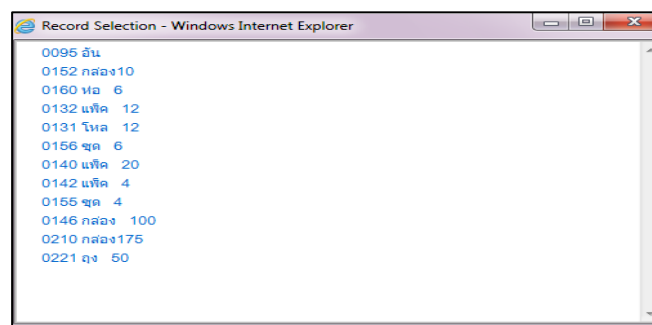 Record Selection - Windows Internet Explorer
0095 อัน
0152 กล่อง10
0160 ห่อ 6
0132 แพ็ค 12
0131 โหล 12
0156 ชุด 6
0140 แพ็ค 20
0142 แพ็ค 4
0155 ชุด 4
0146 กล่อง 100
0210 กล่อง175
0221 ถุง 50